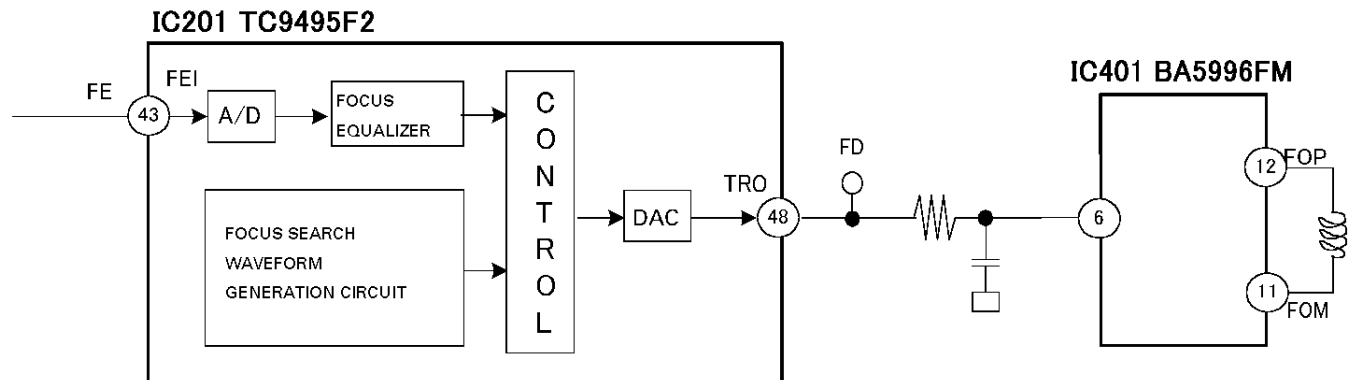 IC201 TC9495F2
IC401 BA5996FM
FE
43
FEI
A/D
FOCUS
EQUALIZER
CONTROL
FOCUS SEARCH
WAVEFORM
GENERATION CIRCUIT
DAC
TRO
48
FD
6
12
FOP
11
FOM